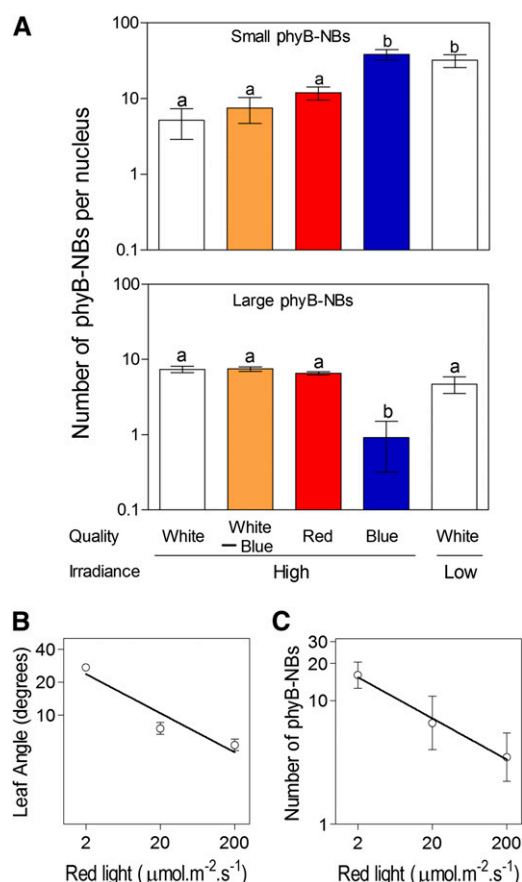 A
Number of phyB-NBs per nucleus
100
10
1
0.1
Small phyB-NBs
a
a
a
b
b
100
10
1
0.1
Large phyB-NBs
a
a
a
b
a
Quality
White
White
− Blue
Red
Blue
White
Irradiance
High
Low
B
Leaf Angle (degrees)
40
20
10
2
20
200
Red light ( μmol.m-2.s-1)
C
Number of phyB-NBs
30
20
10
1
2
20
200
Red light ( μmol.m-2.s-1)